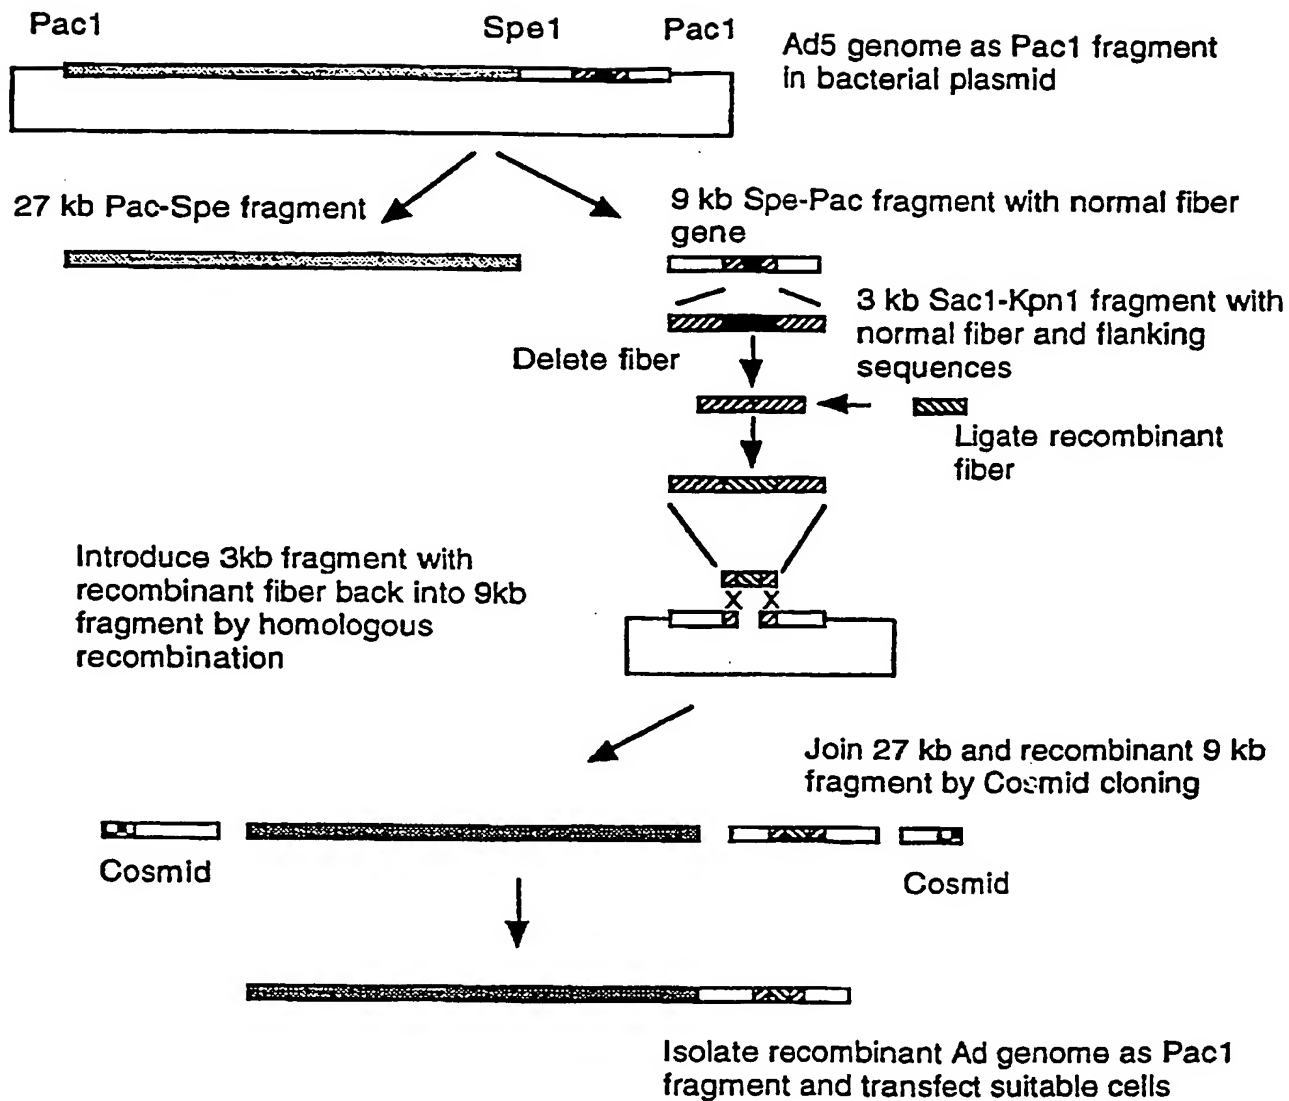 Pac1
Spe1
Pac1
Ad5 genome as Pac1 fragment
in bacterial plasmid
27 kb Pac-Spe fragment
9 kb Spe-Pac fragment with normal fiber
gene
3 kb Sac1-Kpn1 fragment with
normal fiber and flanking
sequences
Delete fiber
Ligate recombinant
fiber
Introduce 3kb fragment with
recombinant fiber back into 9kb
fragment by homologous
recombination
X X
Join 27 kb and recombinant 9 kb
fragment by Cosmid cloning
Cosmid
Cosmid
Isolate recombinant Ad genome as Pac1
fragment and transfect suitable cells